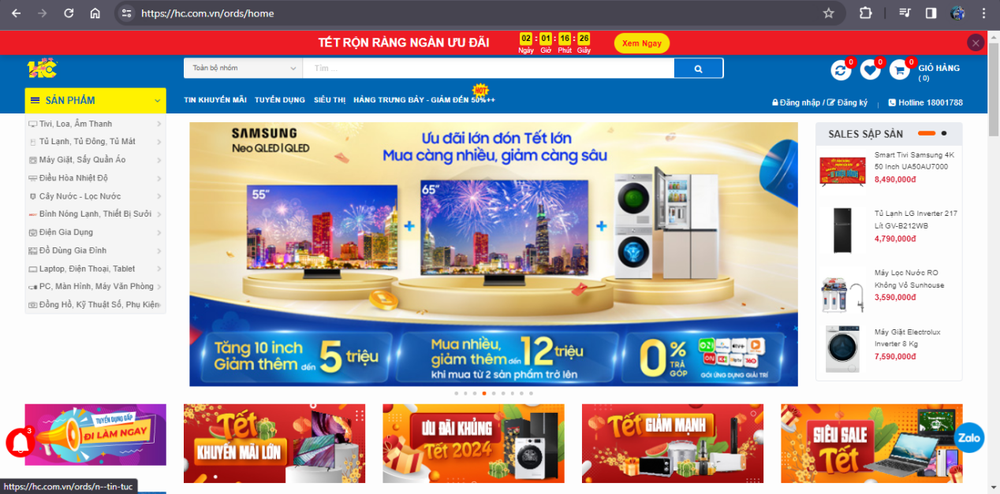 https://hc.com.vn/ords/home
TẾT RỘN RÀNG NGÀN ƯU ĐÃI
02 : 01 : 16 : 26
Ngày Giờ Phút Giây
Xem Ngay
HC
Toàn bộ nhóm
Tìm ...
0
0
0
GIỎ HÀNG
( 0)
SẢN PHẨM
HOT
TIN KHUYẾN MÃI TUYỂN DỤNG SIÊU THỊ HÀNG TRƯNG BÀY - GIẢM ĐẾN 50%++
Đăng nhập / Đăng ký
Hotline 18001788
Tivi, Loa, Âm Thanh
Tủ Lạnh, Tủ Đông, Tủ Mát
Máy Giặt, Sấy Quần Áo
Điều Hòa Nhiệt Độ
Cây Nước - Lọc Nước
Bình Nóng Lạnh, Thiết Bị Sưởi
Điện Gia Dụng
Đồ Dùng Gia Đình
Laptop, Điện Thoại, Tablet
PC, Màn Hình, Máy Văn Phòng
Đồng Hồ, Kỹ Thuật Số, Phụ Kiện
SAMSUNG
Neo QLED | QLED
Ưu đãi lớn đón Tết lớn
Mua càng nhiều, giảm càng sâu
55"
65"
Tăng 10 inch
Giảm thêm đến 5 triệu
Mua nhiều,
giảm thêm đến 12 triệu
khi mua từ 2 sản phẩm trở lên
0% TRẢ GÓP
GÓI ỨNG DỤNG GIẢI TRÍ
SALES SẬP SÀN
Smart Tivi Samsung 4K
50 Inch UA50AU7000
8,490,000đ
Tủ Lạnh LG Inverter 217
Lít GV-B212WB
4,790,000đ
Máy Lọc Nước RO
Không Vỏ Sunhouse
3,590,000đ
Máy Giặt Electrolux
Inverter 8 Kg
7,590,000đ
TUYỂN DỤNG GẤP
ĐI LÀM NGAY
Tết
KHUYẾN MÃI LỚN
ƯU ĐÃI KHỦNG
Tết 2024
Tết GIẢM MẠNH
SIÊU SALE
Tết
3
Zalo
https://hc.com.vn/ords/n--tin-tuc